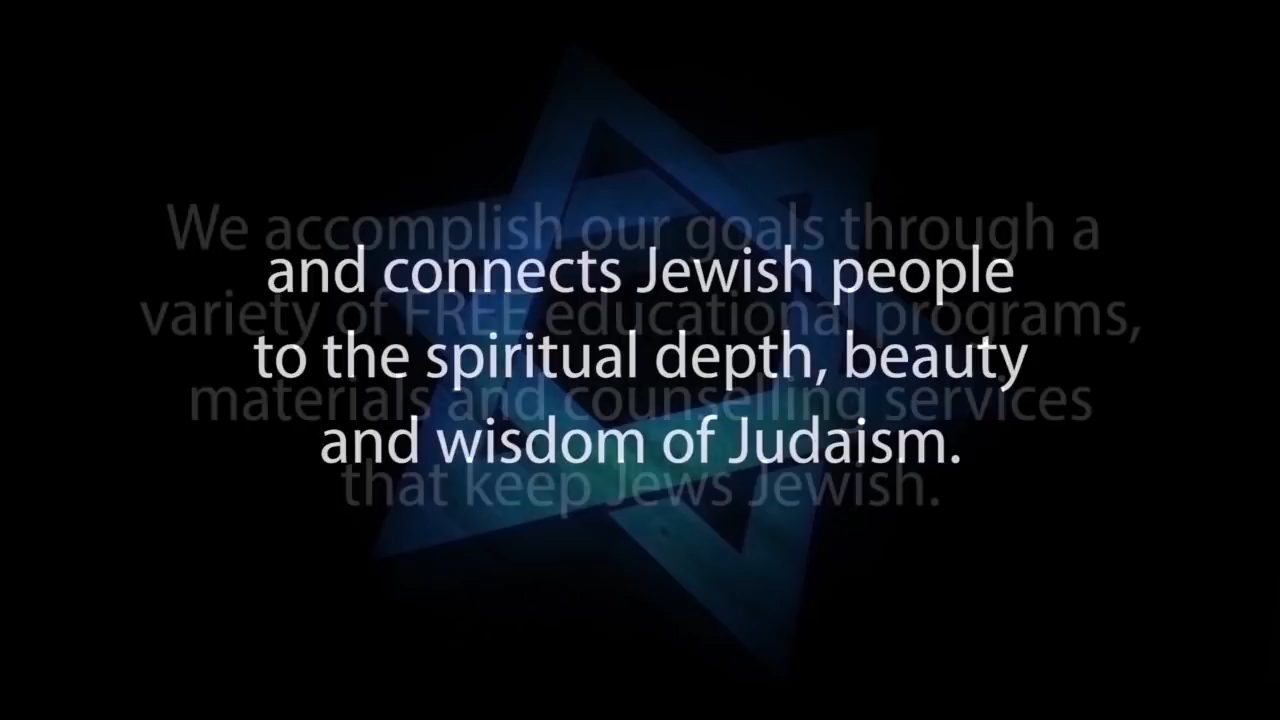 and connects Jewish people
to the spiritual depth, beauty
and wisdom of Judaism.
We accomplish our goals through a
variety of FREE educational programs,
materials and counselling services
that keep Jews Jewish.